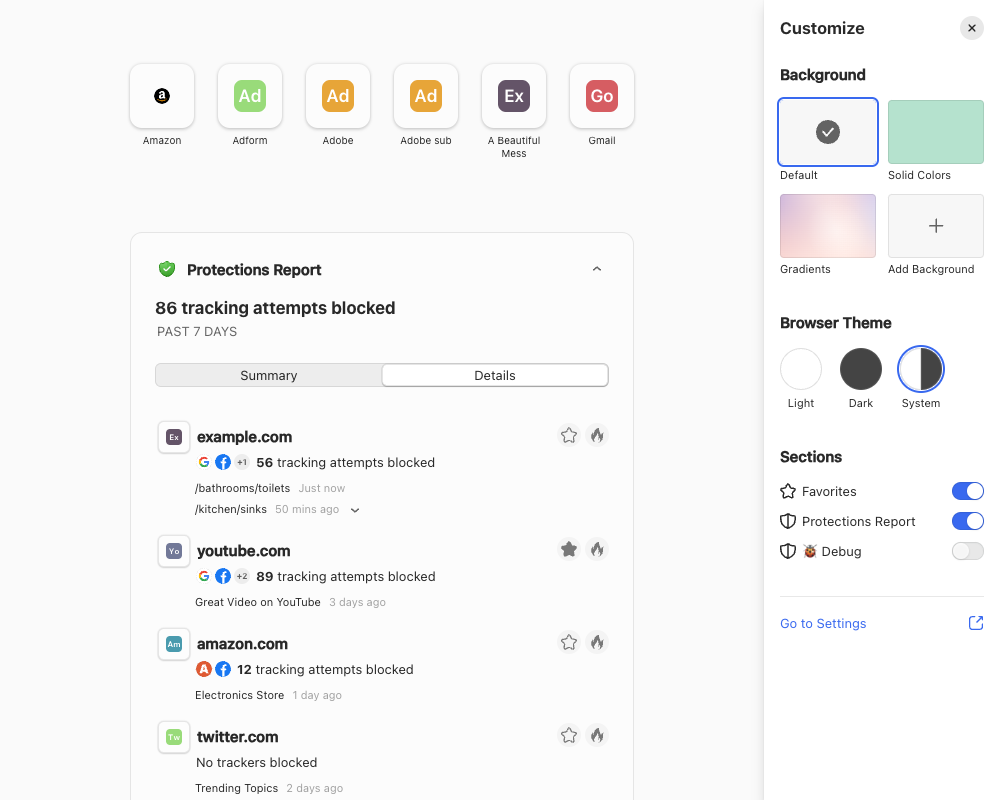 Ad
Ad
Ad
Ex
Go
Amazon
Adform
Adobe
Adobe sub
A Beautiful
Mess
Gmail
Protections Report
86 tracking attempts blocked
PAST 7 DAYS
Summary
Details
Ex
example.com
+1
56 tracking attempts blocked
/bathrooms/toilets Just now
/kitchen/sinks 50 mins ago
Yo
youtube.com
+2
89 tracking attempts blocked
Great Video on YouTube 3 days ago
Am
amazon.com
A
12 tracking attempts blocked
Electronics Store 1 day ago
Tw
twitter.com
No trackers blocked
Trending Topics 2 days ago
Customize
Background
Default
Solid Colors
Gradients
Add Background
Browser Theme
Light
Dark
System
Sections
Favorites
Protections Report
Debug
Go to Settings